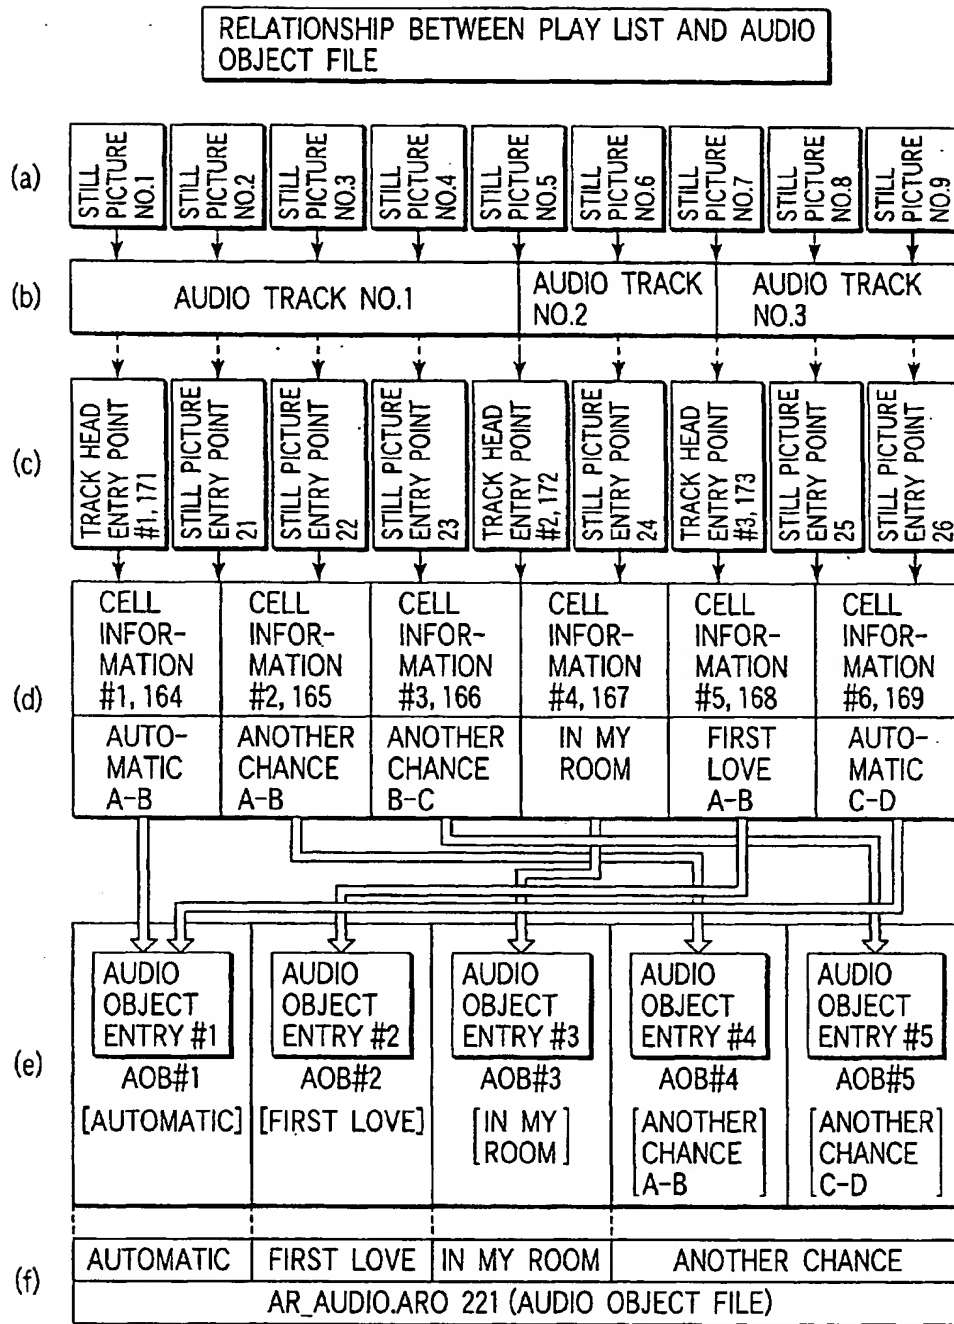 RELATIONSHIP BETWEEN PLAY LIST AND AUDIO
OBJECT FILE
(a)
STILL
PICTURE
NO.1
STILL
PICTURE
NO.2
STILL
PICTURE
NO.3
STILL
PICTURE
NO.4
STILL
PICTURE
NO.5
STILL
PICTURE
NO.6
STILL
PICTURE
NO.7
STILL
PICTURE
NO.8
STILL
PICTURE
NO.9
(b)
AUDIO TRACK NO.1
AUDIO TRACK
NO.2
AUDIO TRACK
NO.3
(c)
TRACK HEAD
ENTRY POINT
#1, 171
STILL PICTURE
ENTRY POINT
21
STILL PICTURE
ENTRY POINT
22
STILL PICTURE
ENTRY POINT
23
TRACK HEAD
ENTRY POINT
#2, 172
STILL PICTURE
ENTRY POINT
24
TRACK HEAD
ENTRY POINT
#3, 173
STILL PICTURE
ENTRY POINT
25
STILL PICTURE
ENTRY POINT
26
(d)
CELL
INFOR-
MATION
#1, 164
CELL
INFOR-
MATION
#2, 165
CELL
INFOR-
MATION
#3, 166
CELL
INFOR-
MATION
#4, 167
CELL
INFOR-
MATION
#5, 168
CELL
INFOR-
MATION
#6, 169
AUTO-
MATIC
A-B
ANOTHER
CHANCE
A-B
ANOTHER
CHANCE
B-C
IN MY
ROOM
FIRST
LOVE
A-B
AUTO-
MATIC
C-D
(e)
AUDIO
OBJECT
ENTRY #1
AOB#1
[AUTOMATIC]
AUDIO
OBJECT
ENTRY #2
AOB#2
[FIRST LOVE]
AUDIO
OBJECT
ENTRY #3
AOB#3
[IN MY
ROOM]
AUDIO
OBJECT
ENTRY #4
AOB#4
[ANOTHER
CHANCE
A-B]
AUDIO
OBJECT
ENTRY #5
AOB#5
[ANOTHER
CHANCE
C-D]
(f)
AUTOMATIC
FIRST LOVE
IN MY ROOM
ANOTHER CHANCE
AR_AUDIO.ARO 221 (AUDIO OBJECT FILE)